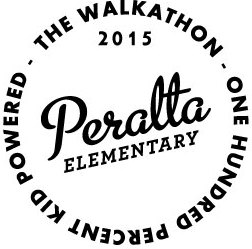 THE WALKATHON - ONE HUNDRED PERCENT KID POWERED -
2015
Peralta
ELEMENTARY